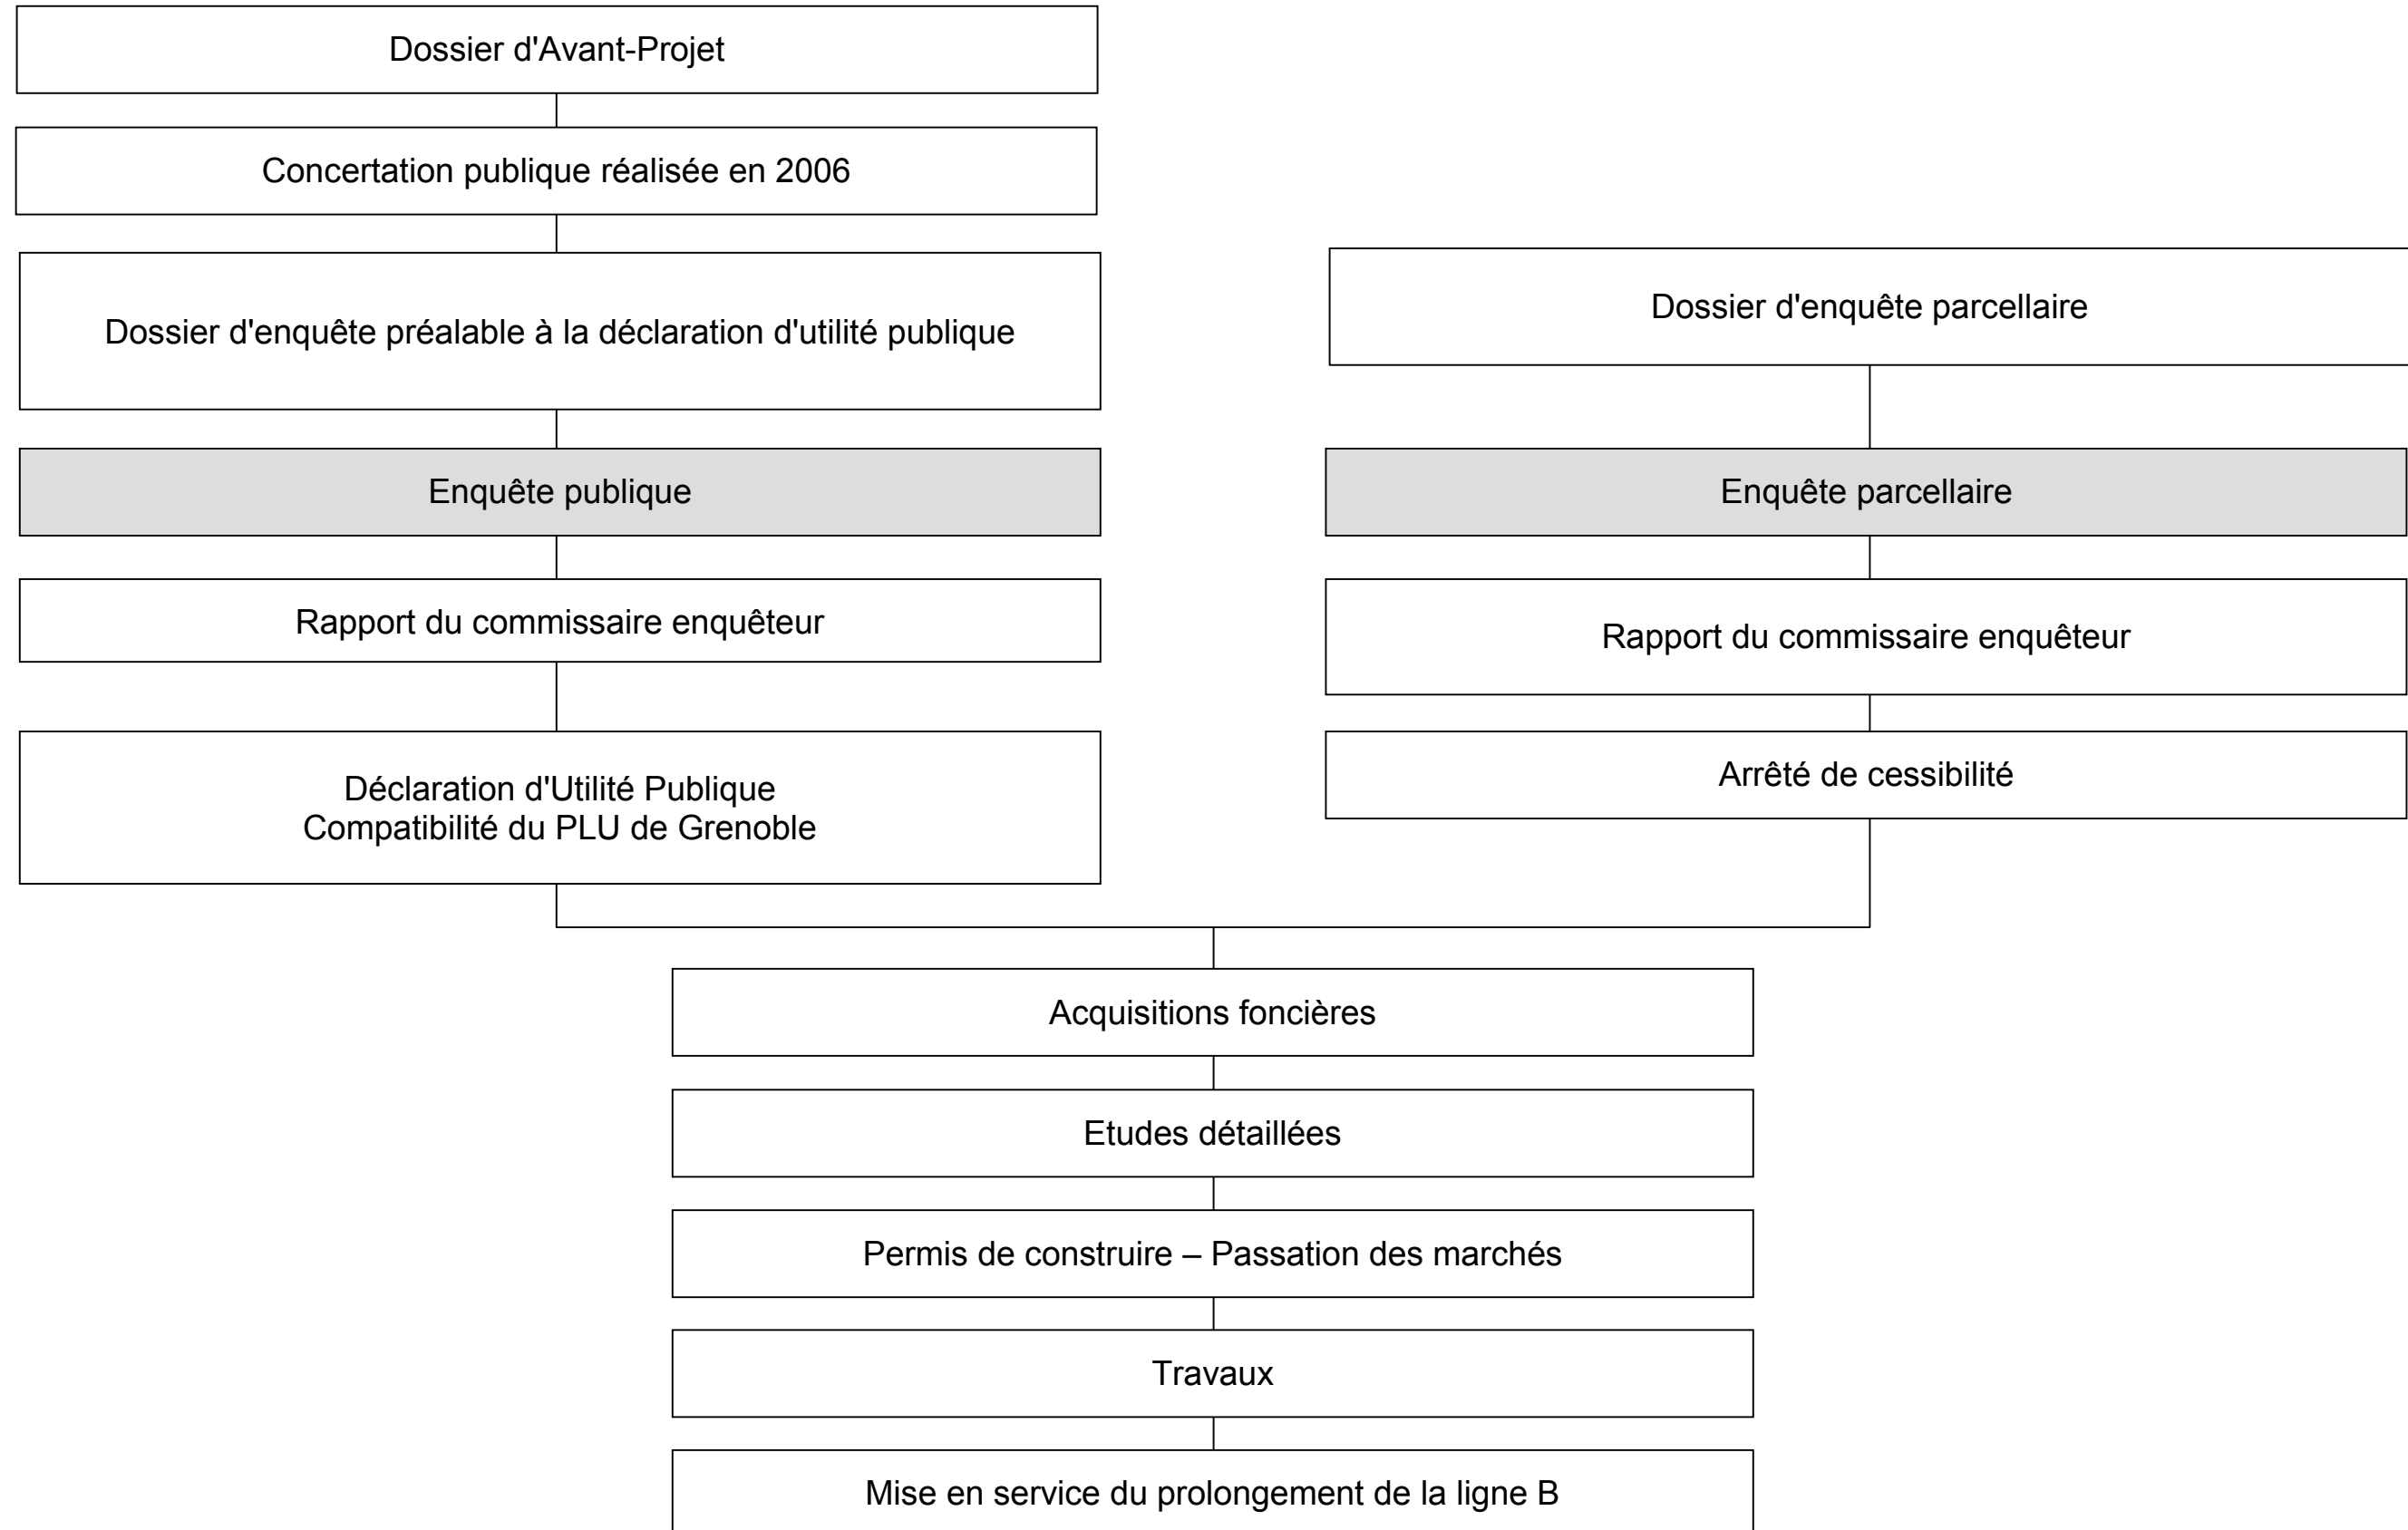 Dossier d'Avant-Projet
Concertation publique réalisée en 2006
Dossier d'enquête préalable à la déclaration d'utilité publique
Enquête publique
Rapport du commissaire enquêteur
Déclaration d'Utilité Publique
Compatibilité du PLU de Grenoble
Dossier d'enquête parcellaire
Enquête parcellaire
Rapport du commissaire enquêteur
Arrêté de cessibilité
Acquisitions foncières
Etudes détaillées
Permis de construire – Passation des marchés
Travaux
Mise en service du prolongement de la ligne B